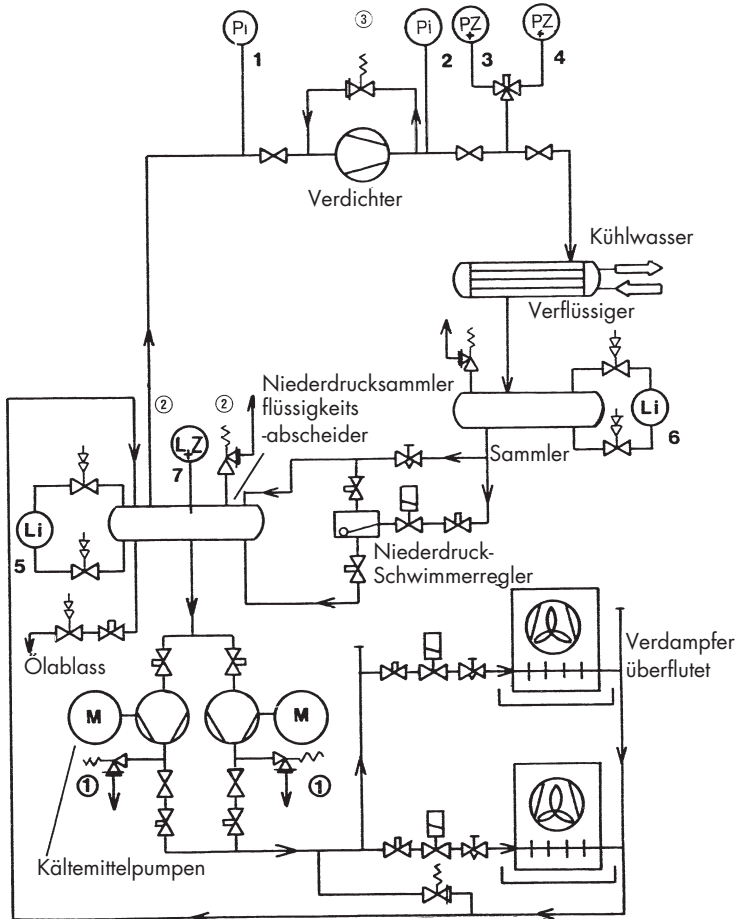 Pi
1
③
Pi
2
PZ
+
3
PZ
+
4
Verdichter
Kühlwasser
Verflüssiger
②
②
Niederdrucksammler
flüssigkeits
-abscheider
LZ
+
7
Li
6
Sammler
Li
5
Niederdruck-
Schwimmerregler
Ölablass
Verdampfer
überflutet
M
M
①
①
Kältemittelpumpen